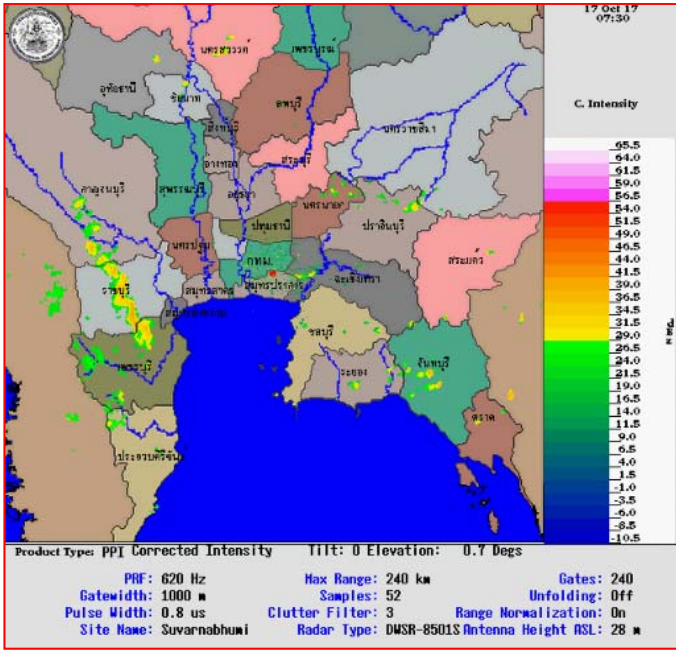 17 Oct 17
07:30
C. Intensity
65.5
64.0
61.5
59.0
56.5
54.0
51.5
49.0
46.5
44.0
41.5
39.0
36.5
34.0
31.5
29.0
26.5
24.0
21.5
19.0
16.5
14.0
11.5
9.0
6.5
4.0
1.5
-1.0
-3.5
-6.0
-8.5
-10.5
นครสวรรค์
เพชรบูรณ์
อุทัยธานี
ชัยนาท
ลพบุรี
สิงห์บุรี
นครราชสีมา
อ่างทอง
สระบุรี
กาญจนบุรี
สุพรรณบุรี
อยุธยา
นครนายก
ปราจีนบุรี
ปทุมธานี
นครปฐม
กทม.
สระแก้ว
ฉะเชิงเทรา
ราชบุรี
สมุทรสาคร
สมุทรปราการ
ชลบุรี
เพชรบุรี
ระยอง
จันทบุรี
ตราด
ประจวบคีรีขันธ์
Product Type: PPI Corrected Intensity Tilt: 0 Elevation: 0.7 Degs
PRF: 620 Hz Max Range: 240 km Gates: 240
Gatewidth: 1000 m Samples: 52 Unfolding: Off
Pulse Width: 0.8 us Clutter Filter: 3 Range Normalization: On
Site Name: Suvarnabhumi Radar Type: DWSR-8501S Antenna Height ASL: 28 m